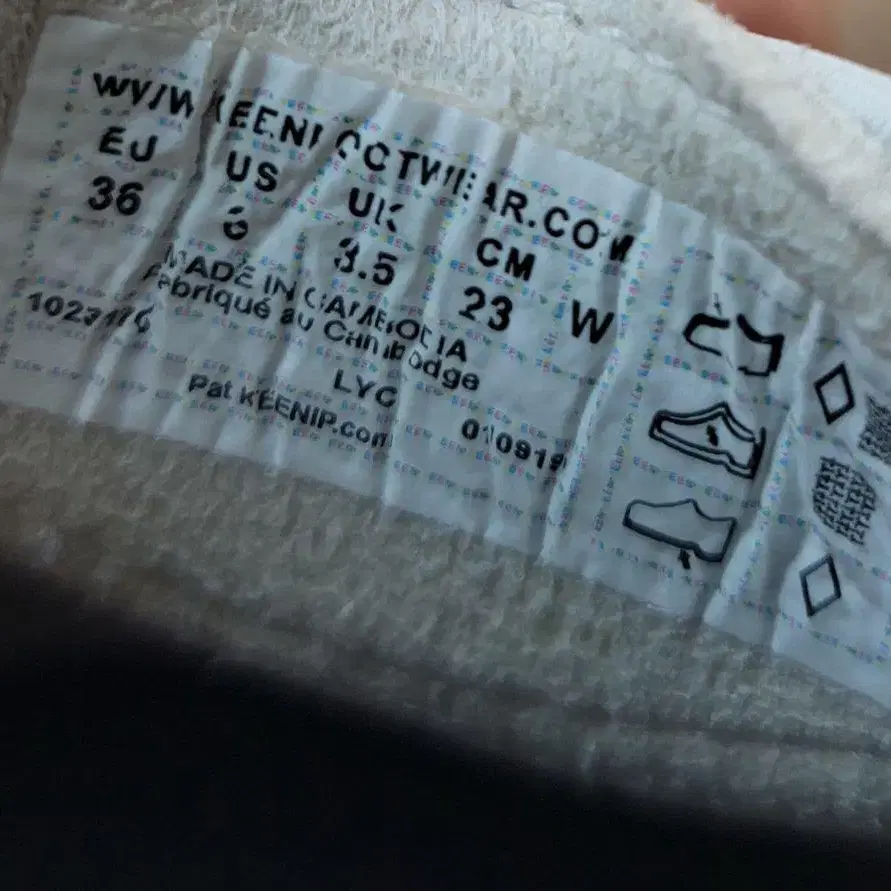 WWW.KEENFOOTWEAR.COM
EU US UK CM
36 6 3.5 23 W
MADE IN CAMBODIA
Fabriqué au Cambodge
LYC
Pat KEENIP.com